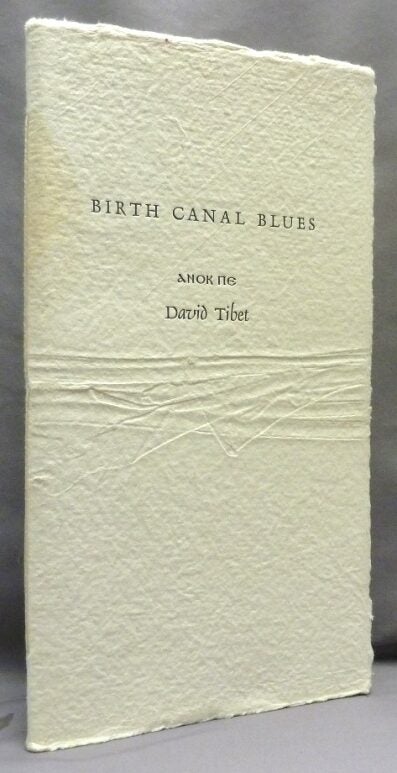 BIRTH CANAL BLUES
ⲀⲚⲞⲔ ⲠⲈ
David Tibet